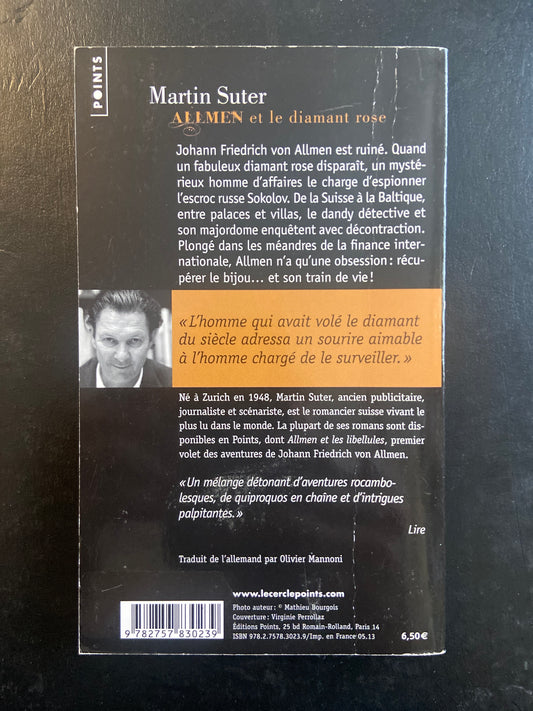 POINTS
Martin Suter
ALLMEN et le diamant rose
Johann Friedrich von Allmen est ruiné. Quand
un fabuleux diamant rose disparaît, un mysté-
rieux homme d'affaires le charge d'espionner
l'escroc russe Sokolov. De la Suisse à la Baltique,
entre palaces et villas, le dandy détective et
son majordome enquêtent avec décontraction.
Plongé dans les méandres de la finance inter-
nationale, Allmen n'a qu'une obsession : récu-
pérer le bijou… et son train de vie !
« L'homme qui avait volé le diamant
du siècle adressa un sourire aimable
à l'homme chargé de le surveiller. »
Né à Zurich en 1948, Martin Suter, ancien publicitaire,
journaliste et scénariste, est le romancier suisse vivant le
plus lu dans le monde. La plupart de ses romans sont dis-
ponibles en Points, dont Allmen et les libellules, premier
volet des aventures de Johann Friedrich von Allmen.
« Un mélange détonant d'aventures rocambo-
lesques, de quiproquos en chaîne et d'intrigues
palpitantes. »
Lire
Traduit de l'allemand par Olivier Mannoni
www.lecerclepoints.com
Photo auteur : © Mathieu Bourgois
Couverture : Virginie Perrollaz
Éditions Points, 25 bd Romain-Rolland, Paris 14
ISBN 978.2.7578.3023.9/Imp. en France 05.13
6,50 €
9 782757 830239